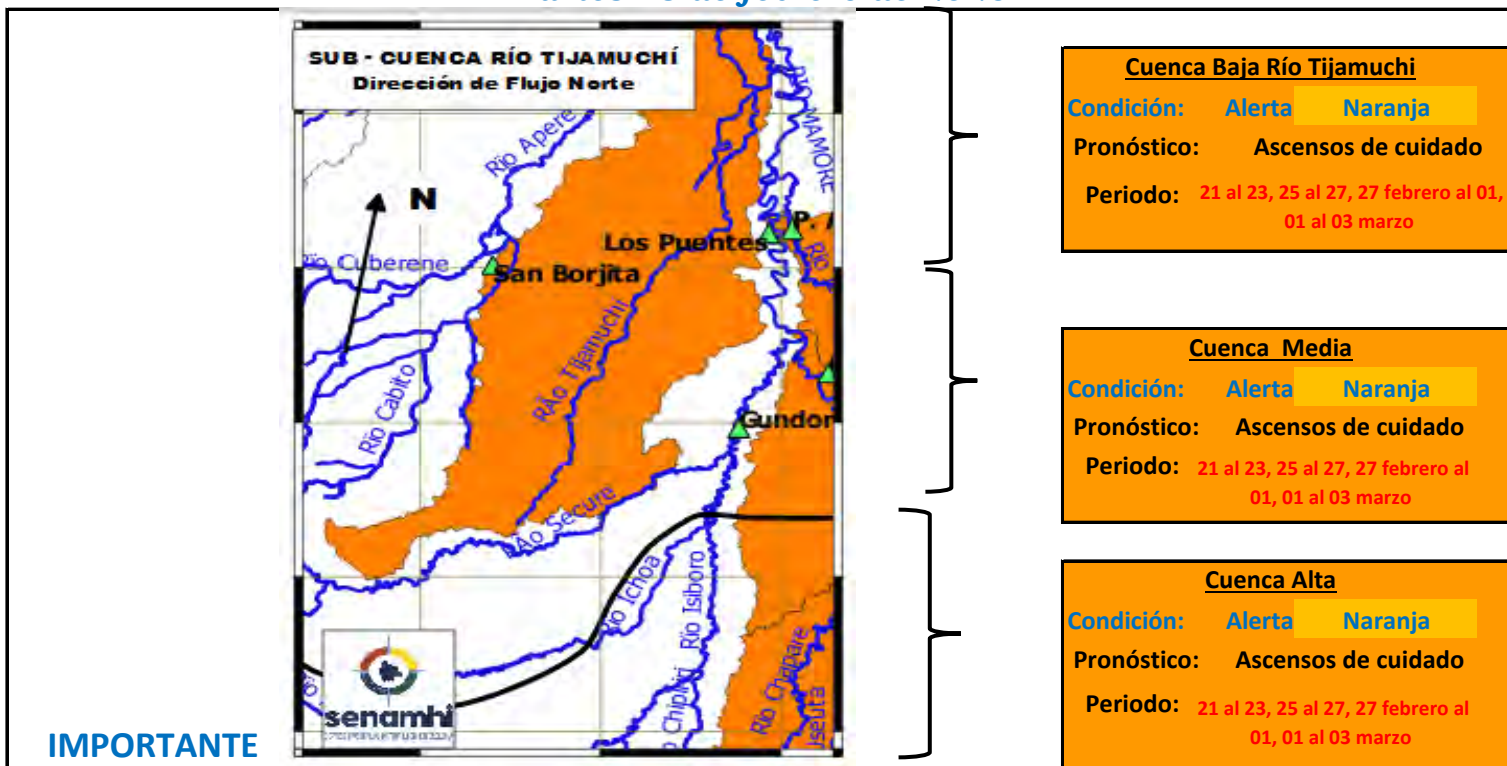 SUB - CUENCA RÍO TIJAMUCHÍ
Dirección de Flujo Norte
Río Apere
RIO MAMORE
N
P. A
Los Puentes
RÍO
Río Cuberene
San Borjita
RÃo Tijamuchi
Río Cabito
Gundor
RÃo Sécure
Río Ichoa
Río Isiboro
Chipiriri
Río Chapare
senamhi
IMPORTANTE
Cuenca Baja Río Tijamuchi
Condición: Alerta Naranja
Pronóstico: Ascensos de cuidado
Periodo: 21 al 23, 25 al 27, 27 febrero al 01,
01 al 03 marzo
Cuenca Media
Condición: Alerta Naranja
Pronóstico: Ascensos de cuidado
Periodo: 21 al 23, 25 al 27, 27 febrero al
01, 01 al 03 marzo
Cuenca Alta
Condición: Alerta Naranja
Pronóstico: Ascensos de cuidado
Periodo: 21 al 23, 25 al 27, 27 febrero al
01, 01 al 03 marzo